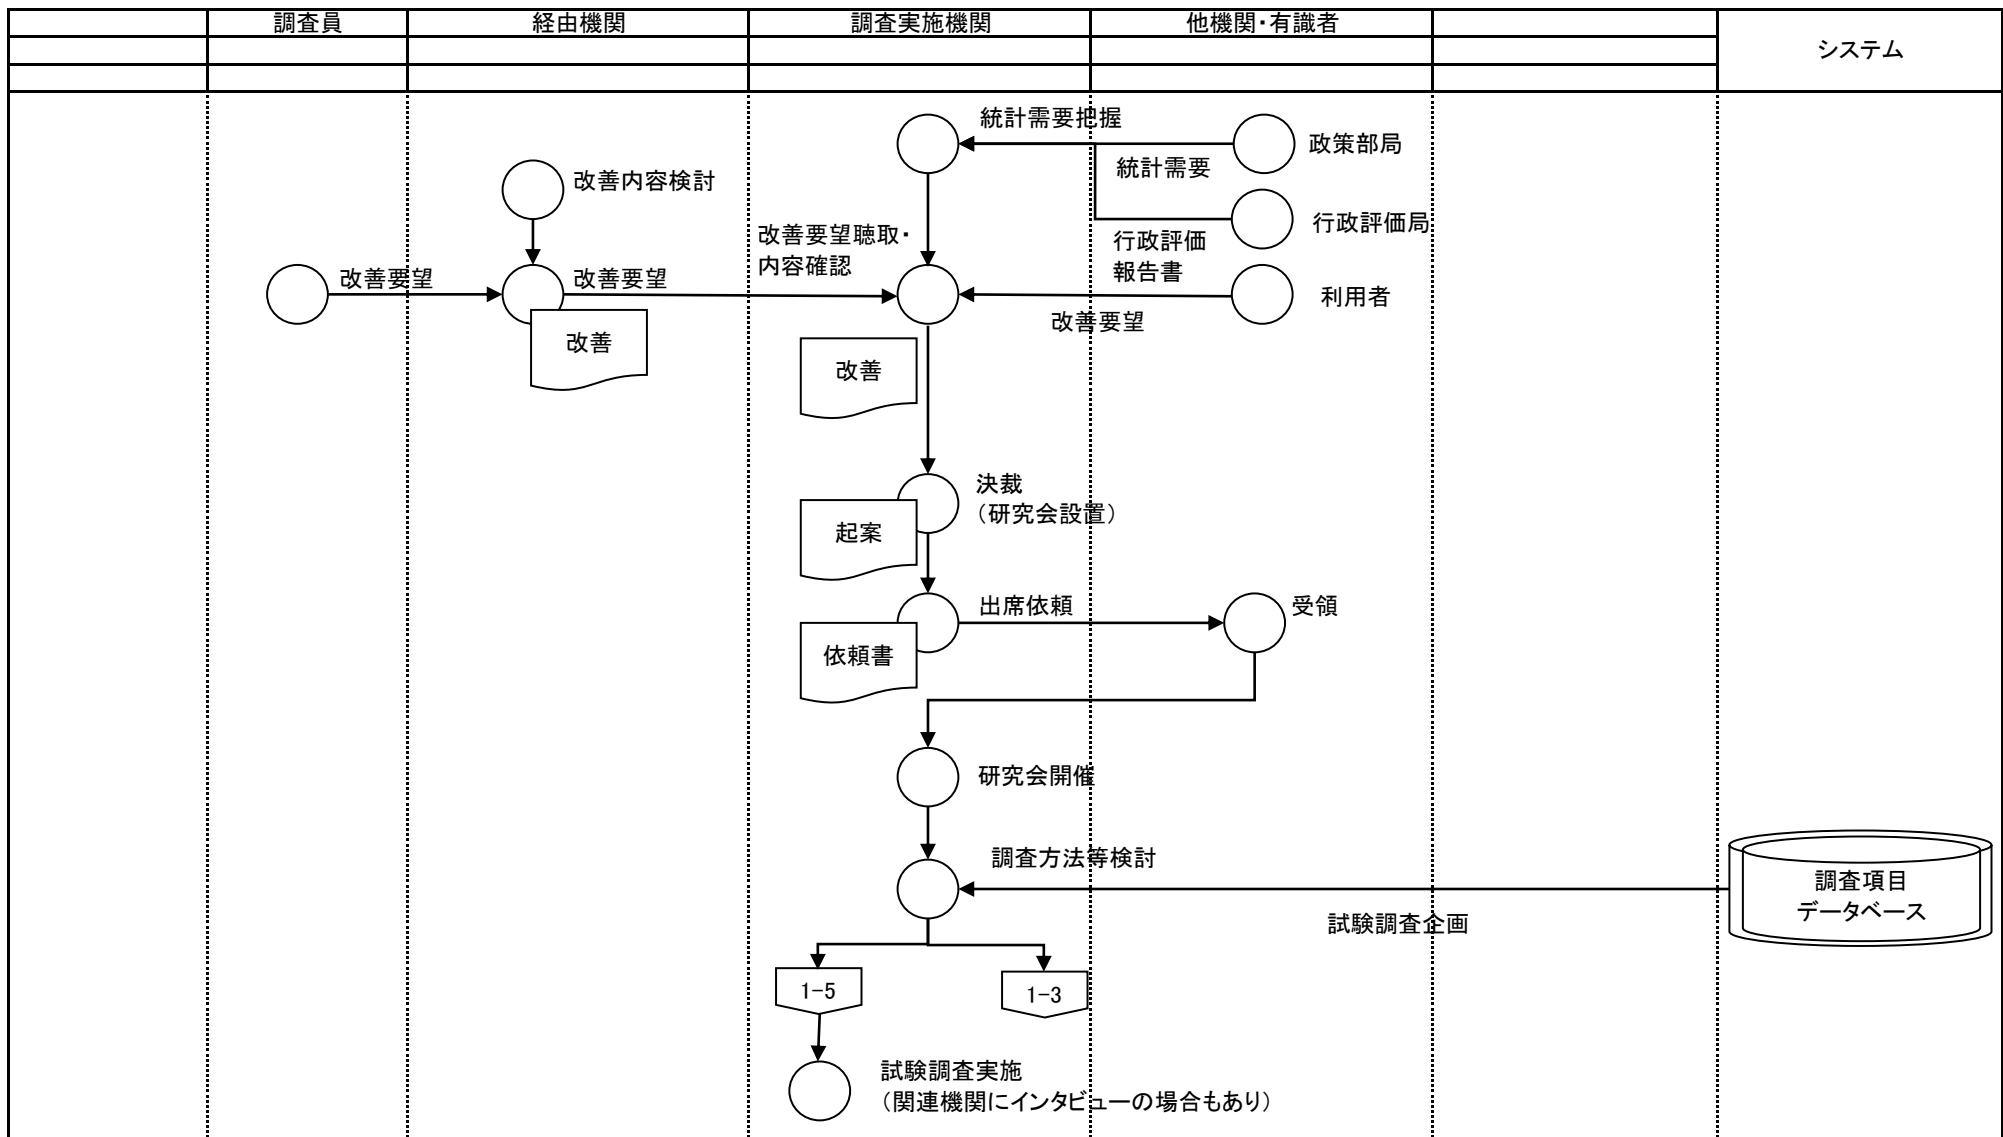 調査員
経由機関
調査実施機関
他機関・有識者
システム
統計需要把握
政策部局
統計需要
改善内容検討
行政評価局
改善要望聴取・
内容確認
行政評価
報告書
改善要望
改善要望
利用者
改善要望
改善
改善
決裁
（研究会設置）
起案
出席依頼
受領
依頼書
研究会開催
調査方法等検討
調査項目
データベース
試験調査企画
1-5
1-3
試験調査実施
（関連機関にインタビューの場合もあり）